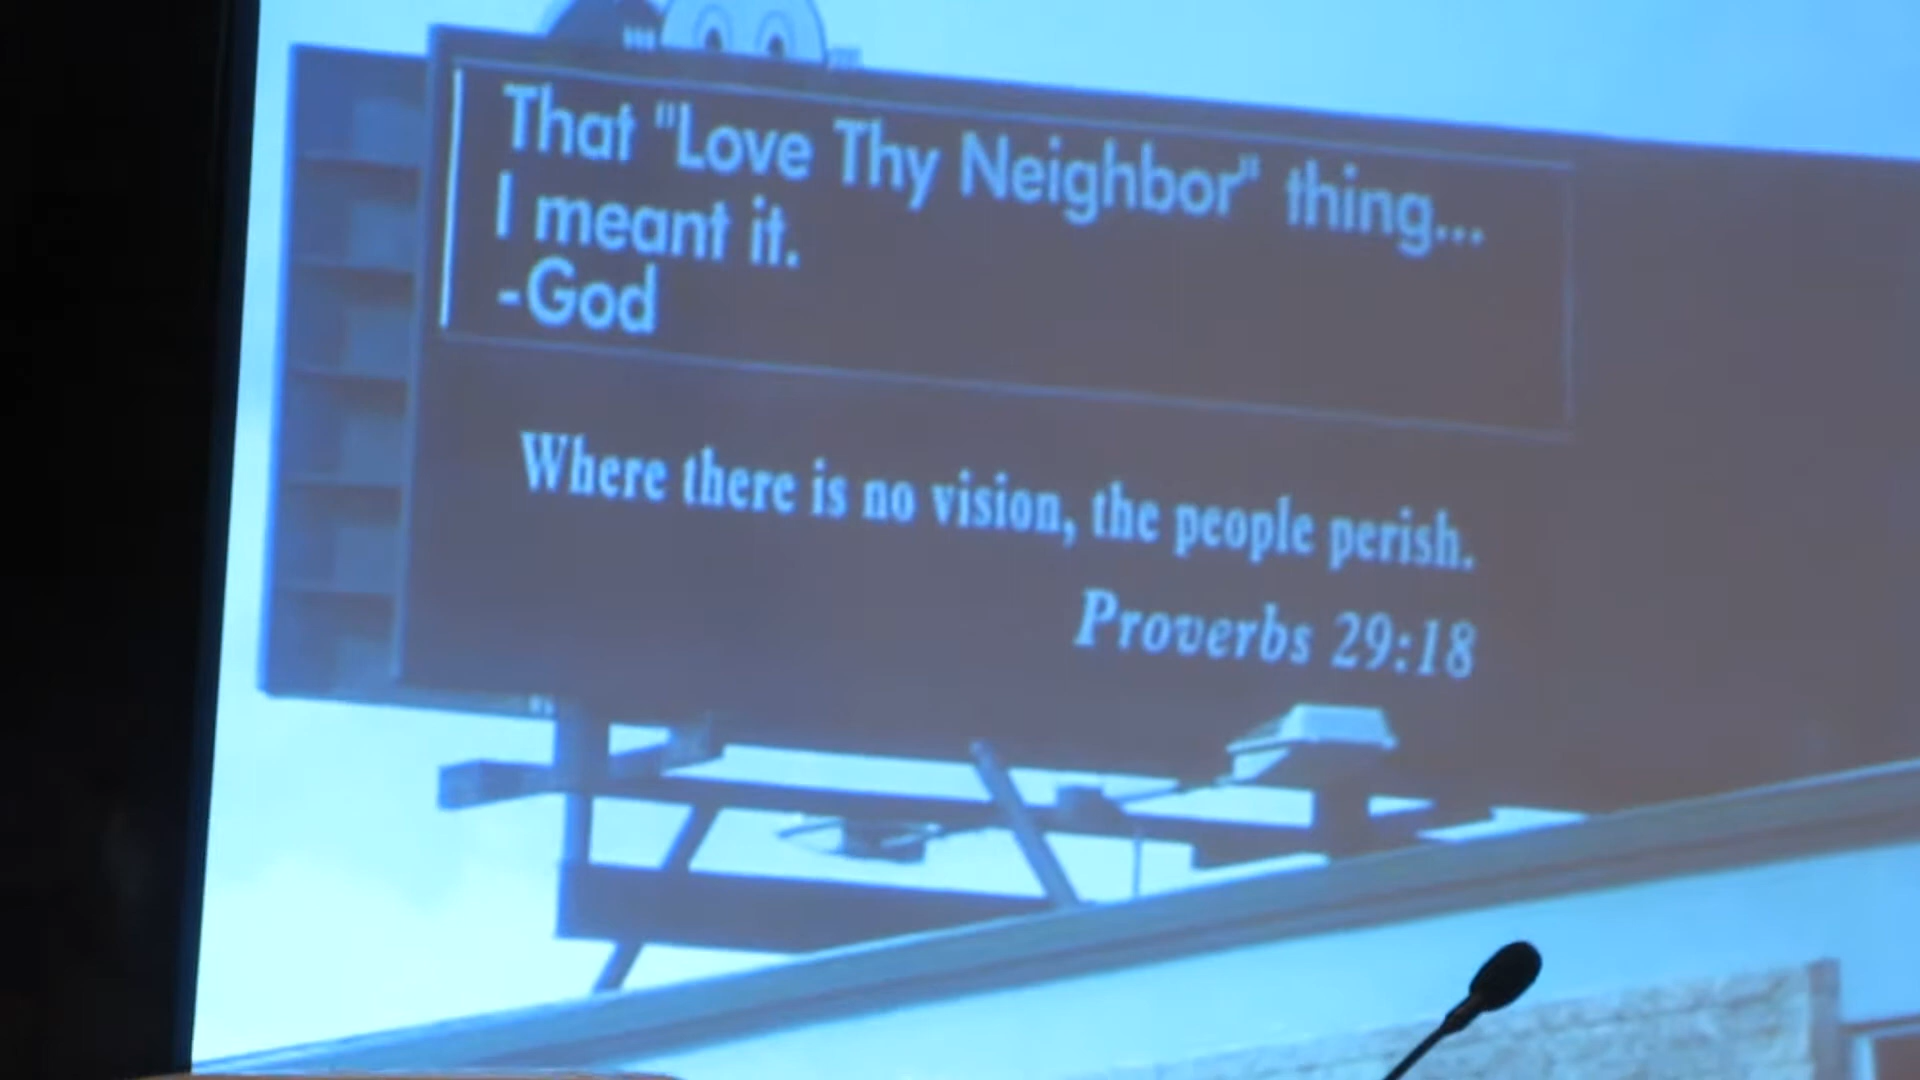 That "Love Thy Neighbor" thing...
I meant it.
-God
Where there is no vision, the people perish.
Proverbs 29:18